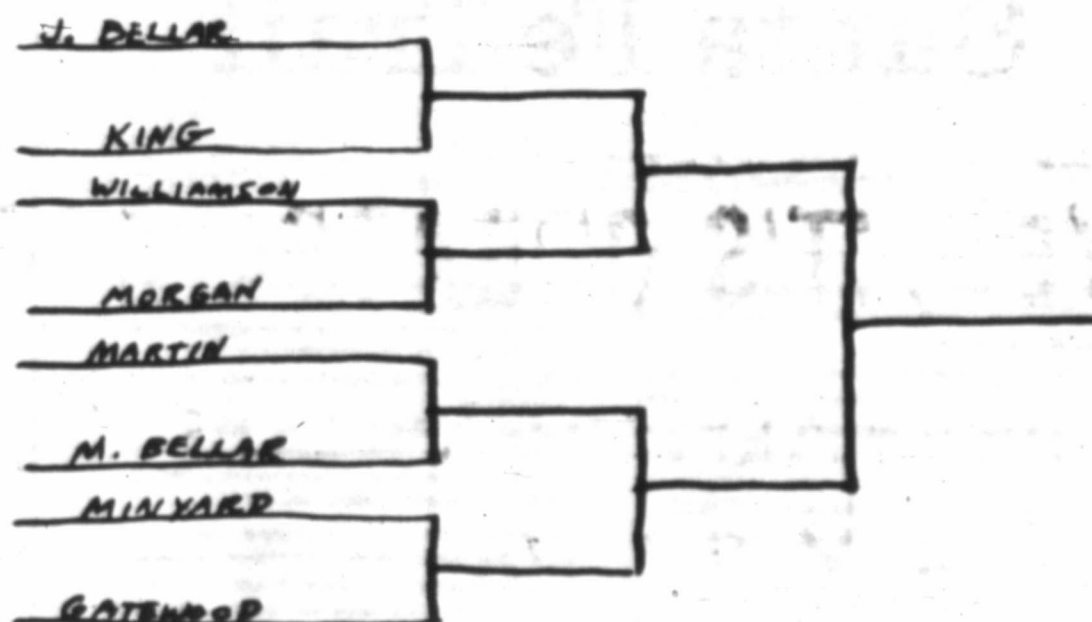 J. BELLAR
KING
WILLIAMSON
MORGAN
MARTIN
M. BELLAR
MINYARD
GATEWOOD